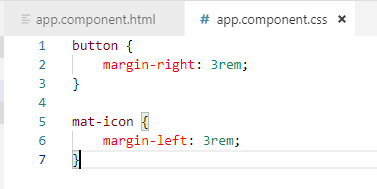 app.component.html
# app.component.css ×
1 button {
2     margin-right: 3rem;
3 }
4
5 mat-icon {
6     margin-left: 3rem;
7 }